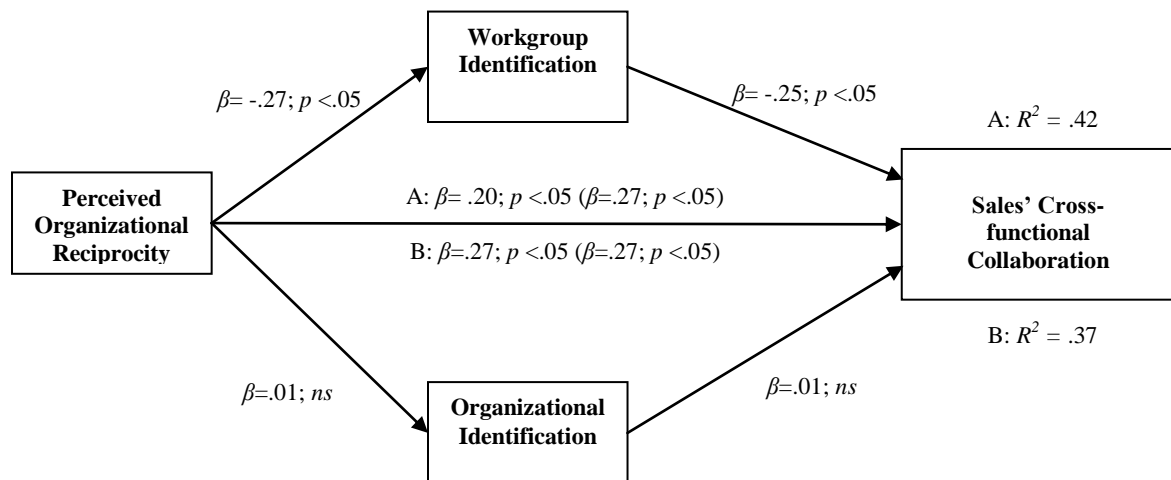 Workgroup
Identification
β= -.27; p <.05
β= -.25; p <.05
A: R² = .42
Perceived
Organizational
Reciprocity
A: β= .20; p <.05 (β=.27; p <.05)
B: β=.27; p <.05 (β=.27; p <.05)
Sales’ Cross-
functional
Collaboration
B: R² = .37
β=.01; ns
β=.01; ns
Organizational
Identification